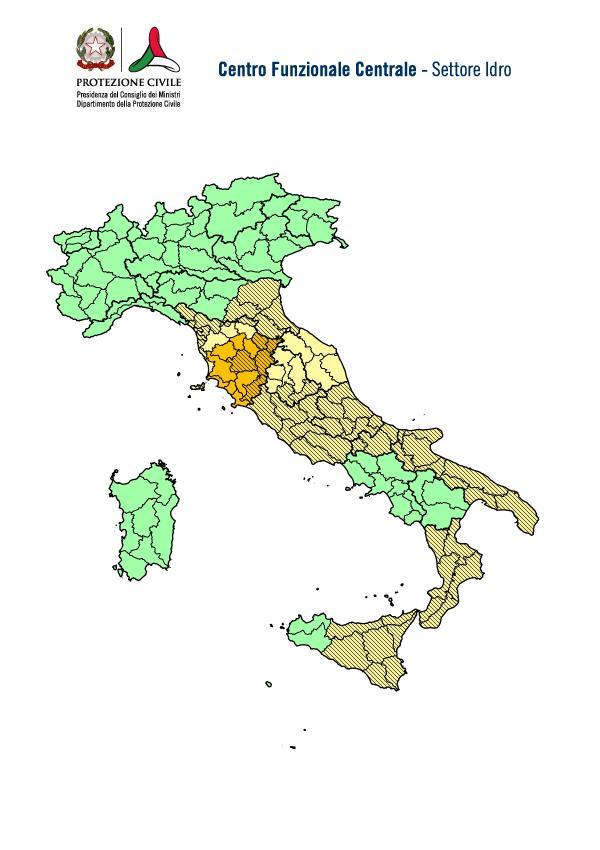 PROTEZIONE CIVILE
Presidenza del Consiglio dei Ministri
Dipartimento della Protezione Civile
Centro Funzionale Centrale - Settore Idro